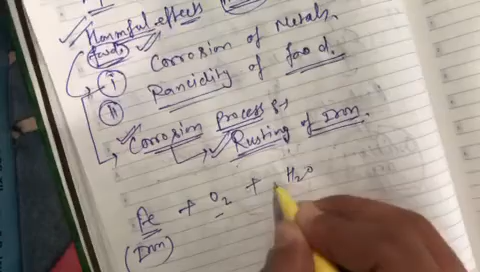 Harmful effects
(i) Corrosion of Metals.
(ii) Rancidity of food.
Corrosion Process :→
Rusting of Iron.
Fe + O2 + H2O
(Iron)